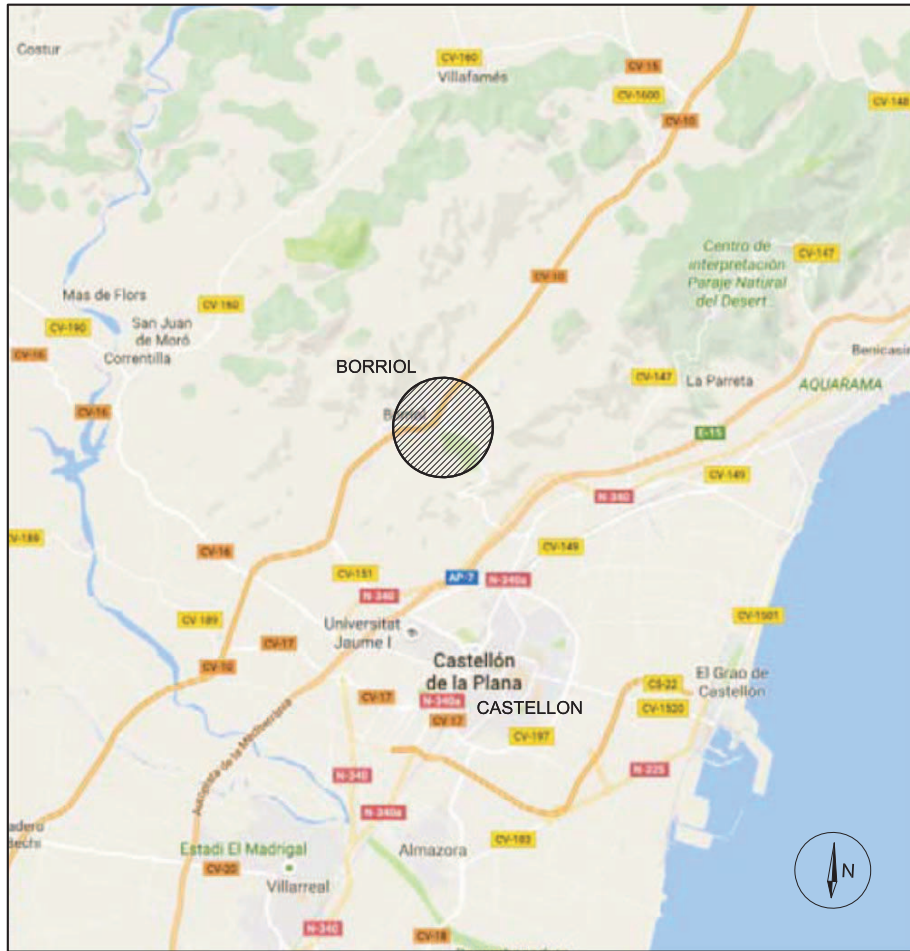 Costur
CV-160
Villafamés
CV-15
CV-1600
CV-10
CV-148
Centro de
interpretación
Paraje Natural
del Desert...
CV-147
CV-10
Mas de Flors
CV-160
San Juan
de Moró
CV-190
CV-16
Correntilla
Benicasim
BORRIOL
CV-147
La Parreta
AQUARAMA
Borriol
CV-16
E-15
CV-149
N-340
CV-189
CV-16
CV-149
CV-151
AP-7
N-340a
N-340
CV-1501
CV-189
Universitat
Jaume I
CV-17
CV-10
Castellón
de la Plana
El Grao de
Castellón
CS-22
CV-17
N-340a
CASTELLON
CV-1520
CV-17
CV-197
Autopista de la Mediterrània
N-340
N-225
N-340a
adero
Bechi
CV-183
Estadi El Madrigal
Almazora
CV-20
Villarreal
N
N-340
CV-18